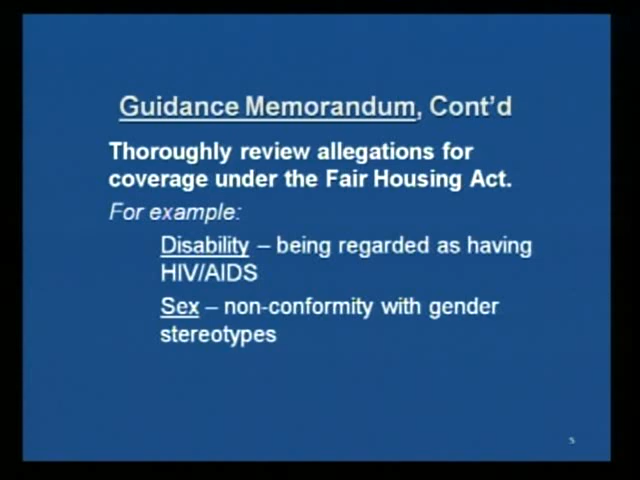 Guidance Memorandum, Cont'd
Thoroughly review allegations for
coverage under the Fair Housing Act.
For example:
Disability – being regarded as having
HIV/AIDS
Sex – non-conformity with gender
stereotypes
5